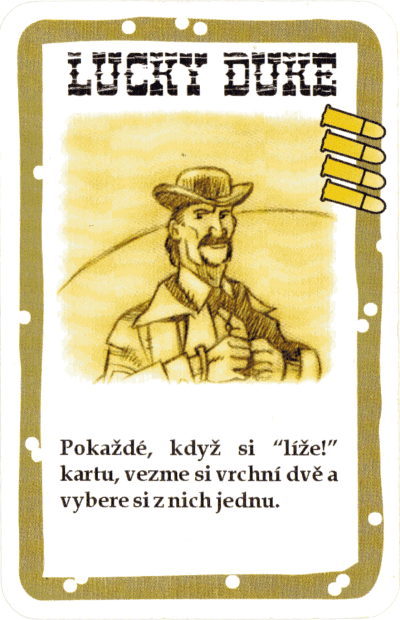 LUCKY DUKE
Pokaždé, když si “líže!”
kartu, vezme si vrchní dvě a
vybere si z nich jednu.